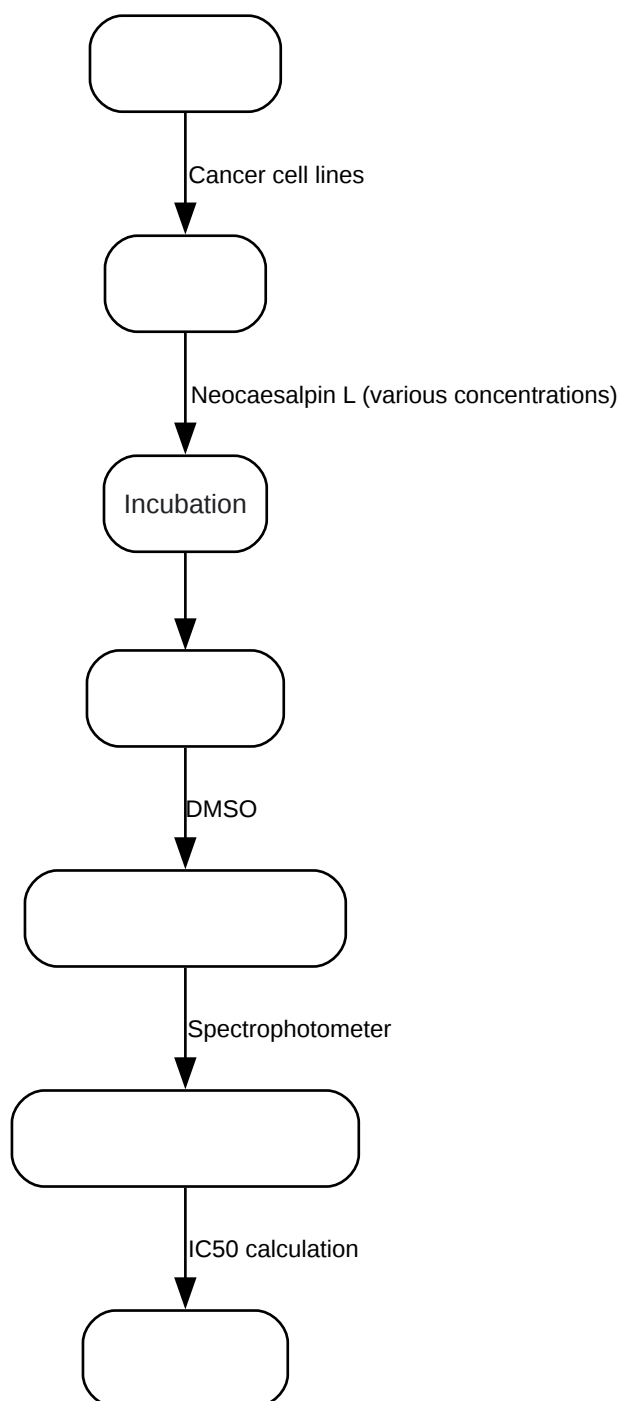 Cancer cell lines
Neocaesalpin L (various concentrations)
Incubation
DMSO
Spectrophotometer
IC50 calculation